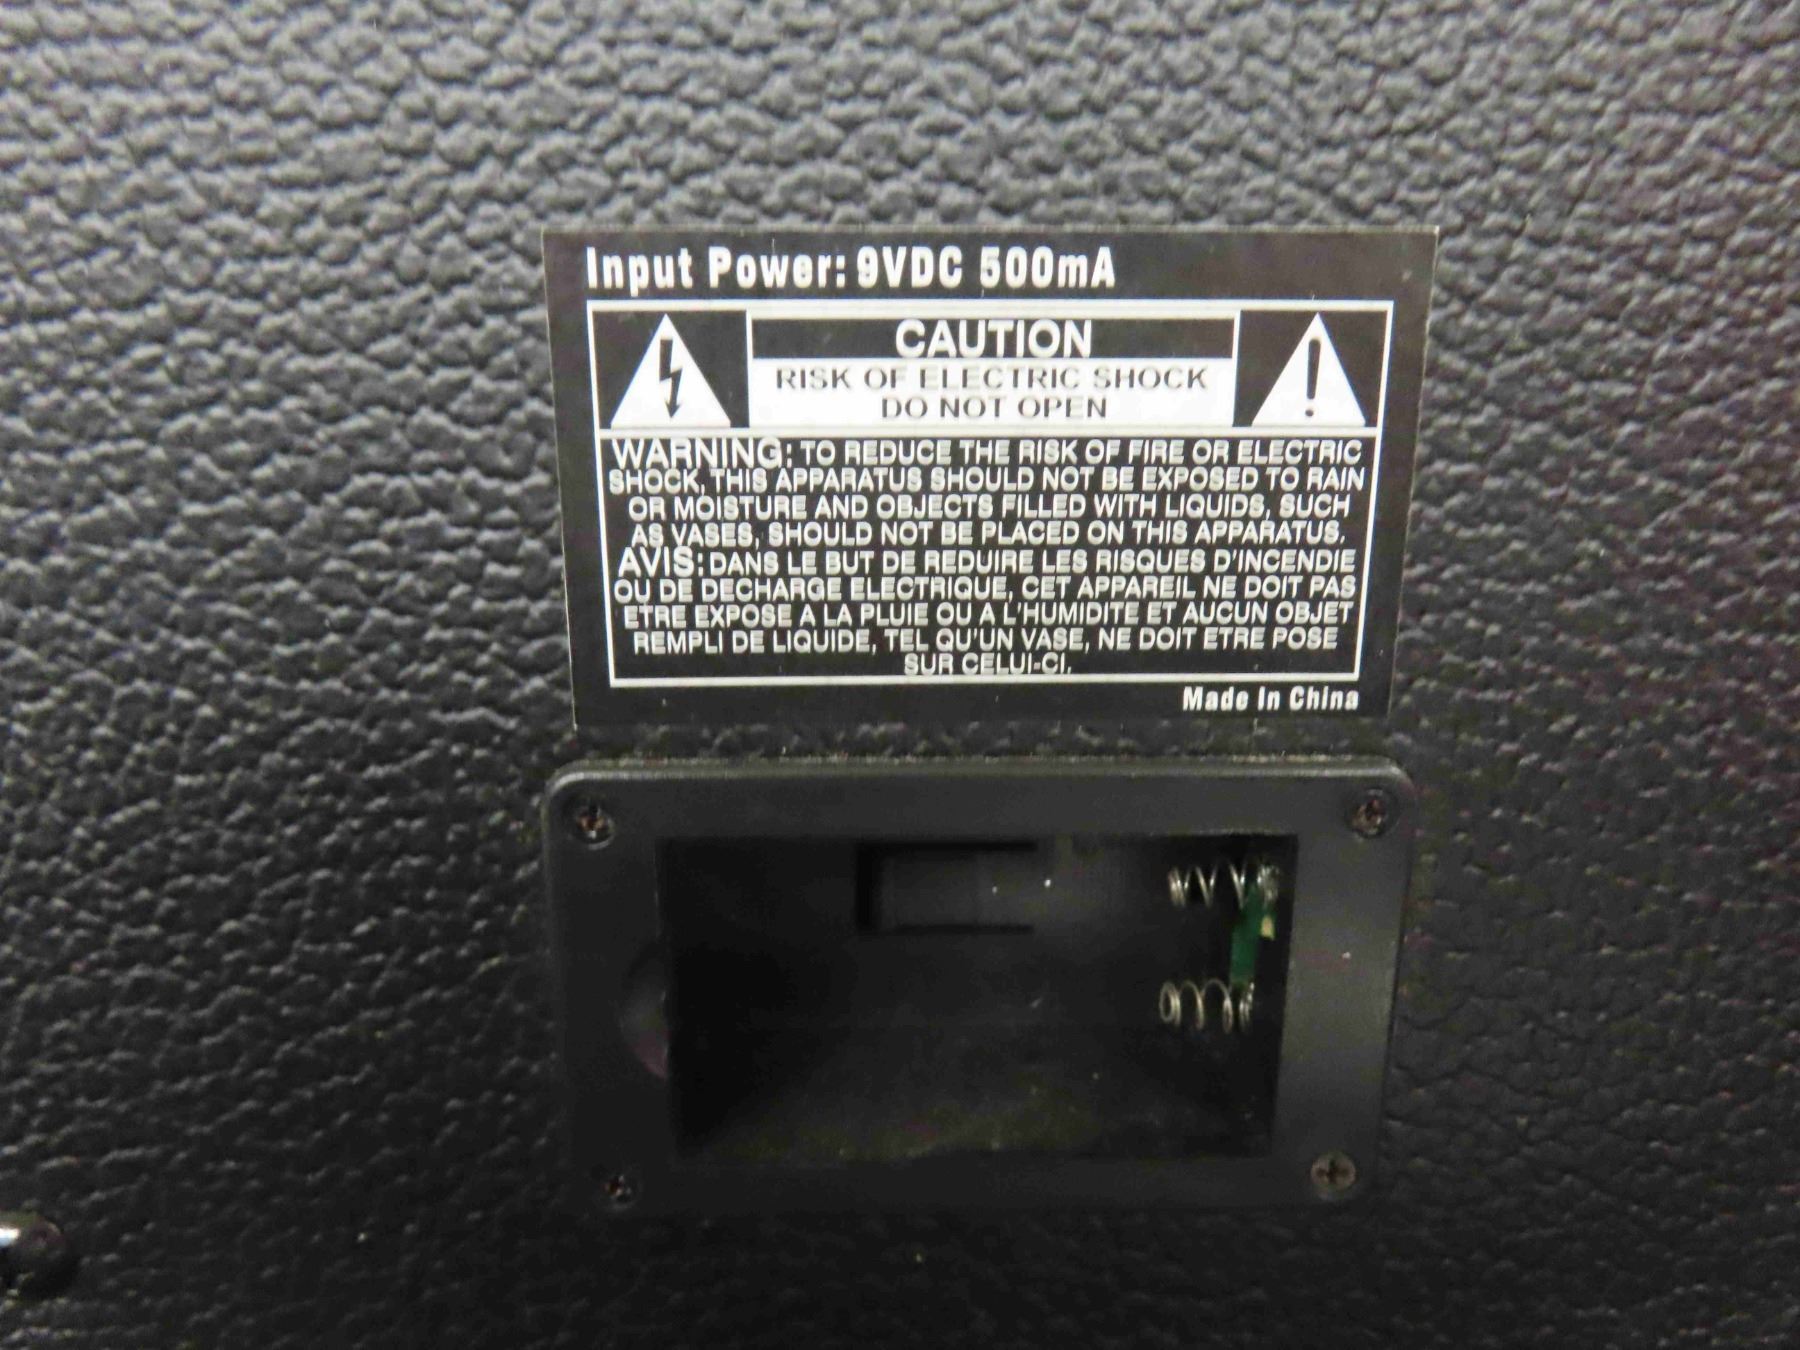 Input Power: 9VDC 500mA
CAUTION
RISK OF ELECTRIC SHOCK
DO NOT OPEN
WARNING: TO REDUCE THE RISK OF FIRE OR ELECTRIC
SHOCK, THIS APPARATUS SHOULD NOT BE EXPOSED TO RAIN
OR MOISTURE AND OBJECTS FILLED WITH LIQUIDS, SUCH
AS VASES, SHOULD NOT BE PLACED ON THIS APPARATUS.
AVIS: DANS LE BUT DE REDUIRE LES RISQUES D'INCENDIE
OU DE DECHARGE ELECTRIQUE, CET APPAREIL NE DOIT PAS
ETRE EXPOSE A LA PLUIE OU A L'HUMIDITE ET AUCUN OBJET
REMPLI DE LIQUIDE, TEL QU'UN VASE, NE DOIT ETRE POSE
SUR CELUI-CI.
Made In China